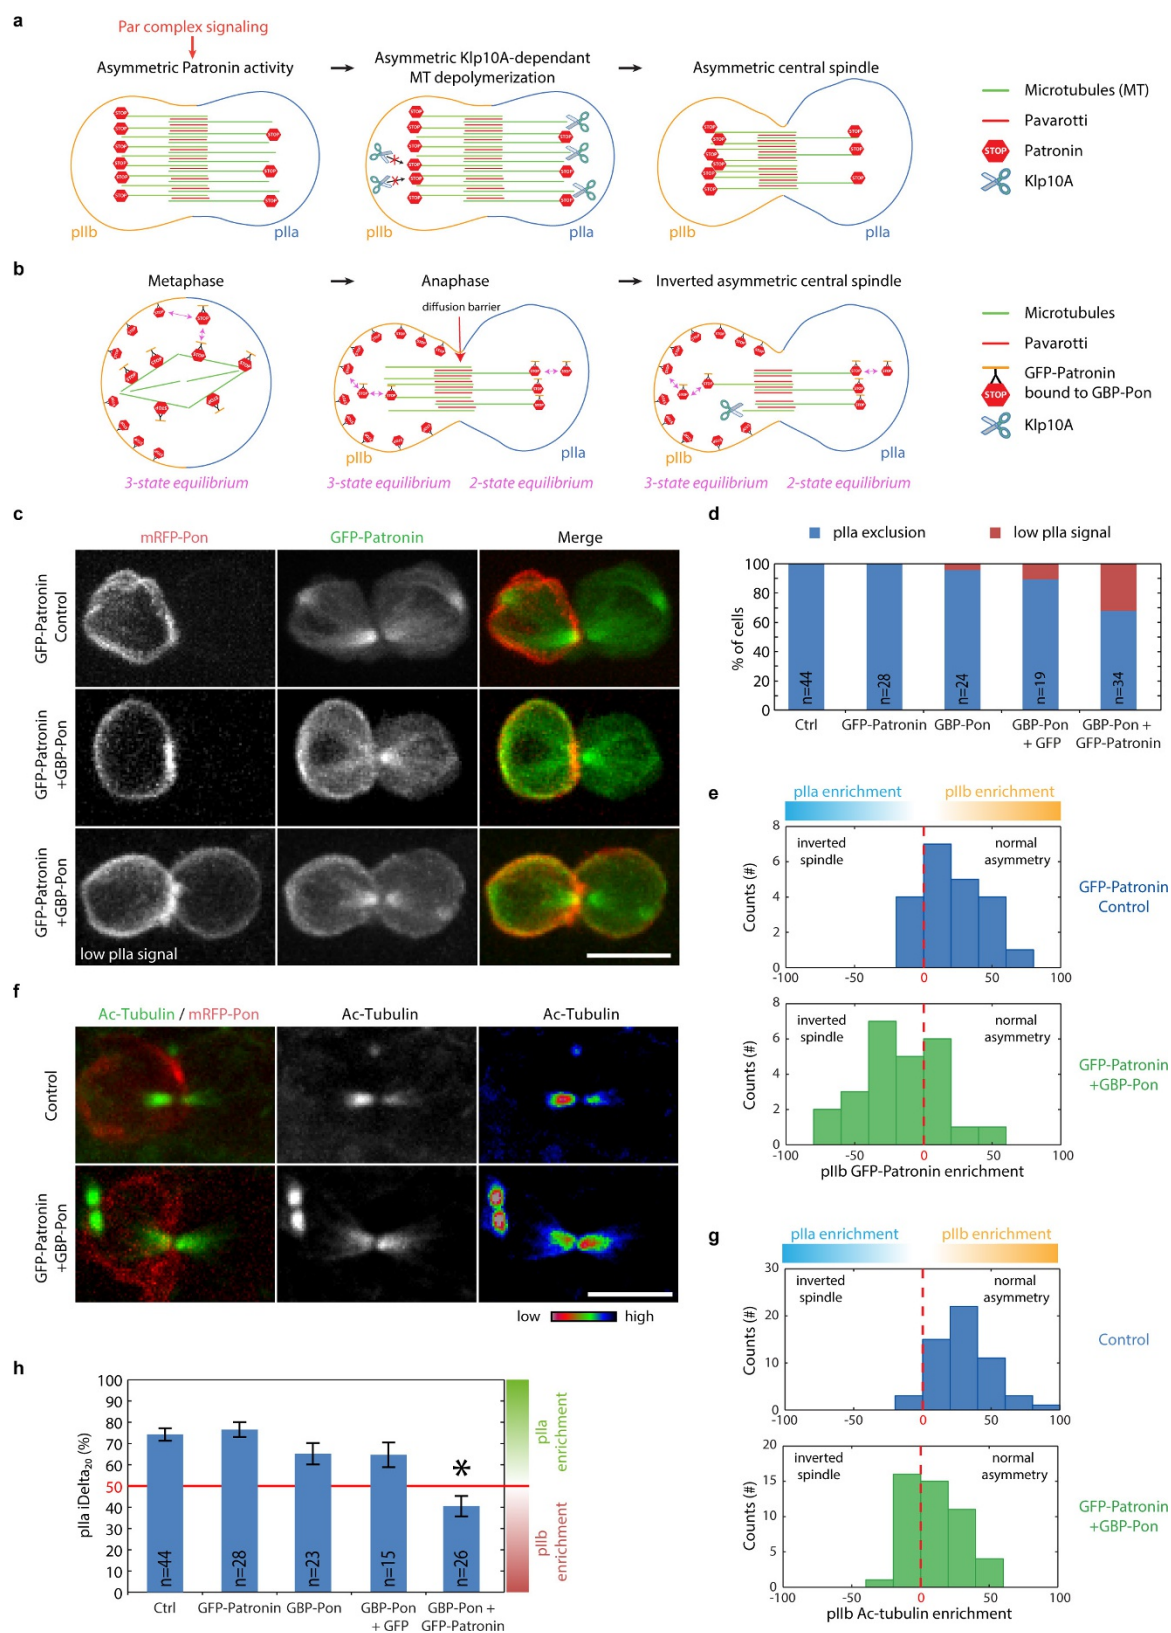 a
Par complex signaling
Asymmetric Patronin activity
Asymmetric Klp10A-dependant
MT depolymerization
Asymmetric central spindle
STOP
pIIb
pIIa
pIIb
pIIa
pIIb
pIIa
Microtubules (MT)
Pavarotti
STOP Patronin
Klp10A
b
Metaphase
Anaphase
Inverted asymmetric central spindle
diffusion barrier
pIIb
pIIa
pIIb
pIIa
3-state equilibrium
3-state equilibrium
2-state equilibrium
3-state equilibrium
2-state equilibrium
Microtubules
Pavarotti
GFP-Patronin
STOP bound to GBP-Pon
Klp10A
c
mRFP-Pon
GFP-Patronin
Merge
GFP-Patronin
Control
GFP-Patronin
+GBP-Pon
GFP-Patronin
+GBP-Pon
low pIIa signal
d
pIIa exclusion
low pIIa signal
% of cells
100
80
60
40
20
0
n=44
n=28
n=24
n=19
n=34
Ctrl
GFP-Patronin
GBP-Pon
GBP-Pon
+ GFP
GBP-Pon +
GFP-Patronin
e
pIIa enrichment
pIIb enrichment
inverted
spindle
normal
asymmetry
Counts (#)
8
6
4
2
0
-100
-50
0
50
100
GFP-Patronin
Control
inverted
spindle
normal
asymmetry
Counts (#)
8
6
4
2
0
-100
-50
0
50
100
pIIb GFP-Patronin enrichment
GFP-Patronin
+GBP-Pon
f
Ac-Tubulin / mRFP-Pon
Ac-Tubulin
Ac-Tubulin
Control
GFP-Patronin
+GBP-Pon
low
high
g
pIIa enrichment
pIIb enrichment
inverted
spindle
normal
asymmetry
Counts (#)
30
20
10
0
-100
-50
0
50
100
Control
inverted
spindle
normal
asymmetry
Counts (#)
20
15
10
5
0
-100
-50
0
50
100
pIIb Ac-tubulin enrichment
GFP-Patronin
+GBP-Pon
h
pIIa iDelta20 (%)
100
90
80
70
60
50
40
30
20
10
0
n=44
n=28
n=23
n=15
n=26
*
Ctrl
GFP-Patronin
GBP-Pon
GBP-Pon
+ GFP
GBP-Pon +
GFP-Patronin
pIIa
enrichment
pIIb
enrichment